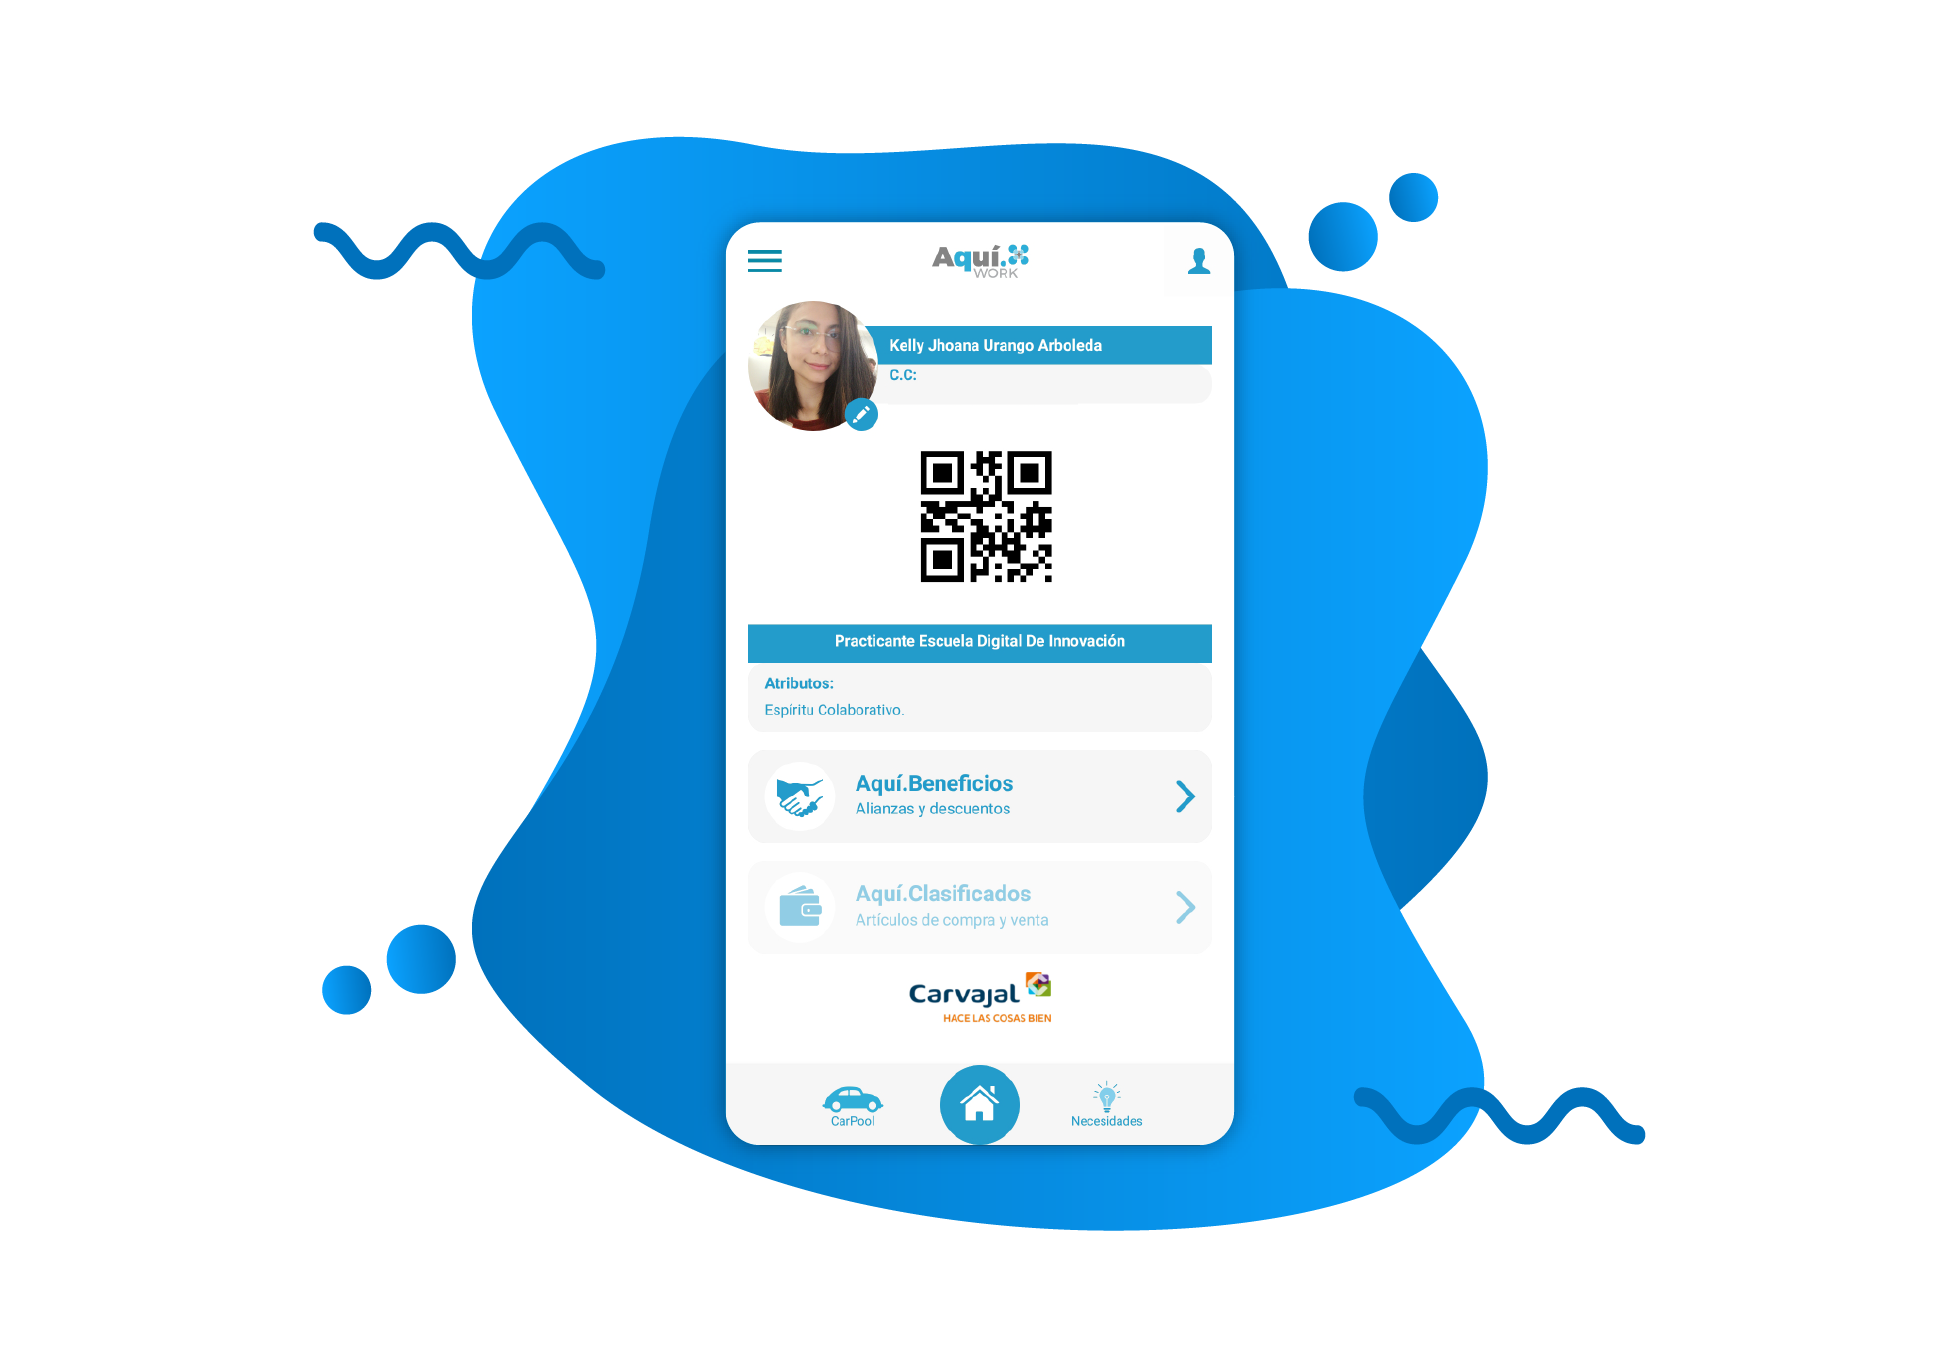 Aquí.
WORK
Kelly Jhoana Urango Arboleda
C.C:
Practicante Escuela Digital De Innovación
Atributos:
Espíritu Colaborativo.
Aquí.Beneficios
Alianzas y descuentos
Aquí.Clasificados
Artículos de compra y venta
Carvajal
HACE LAS COSAS BIEN
CarPool
Necesidades